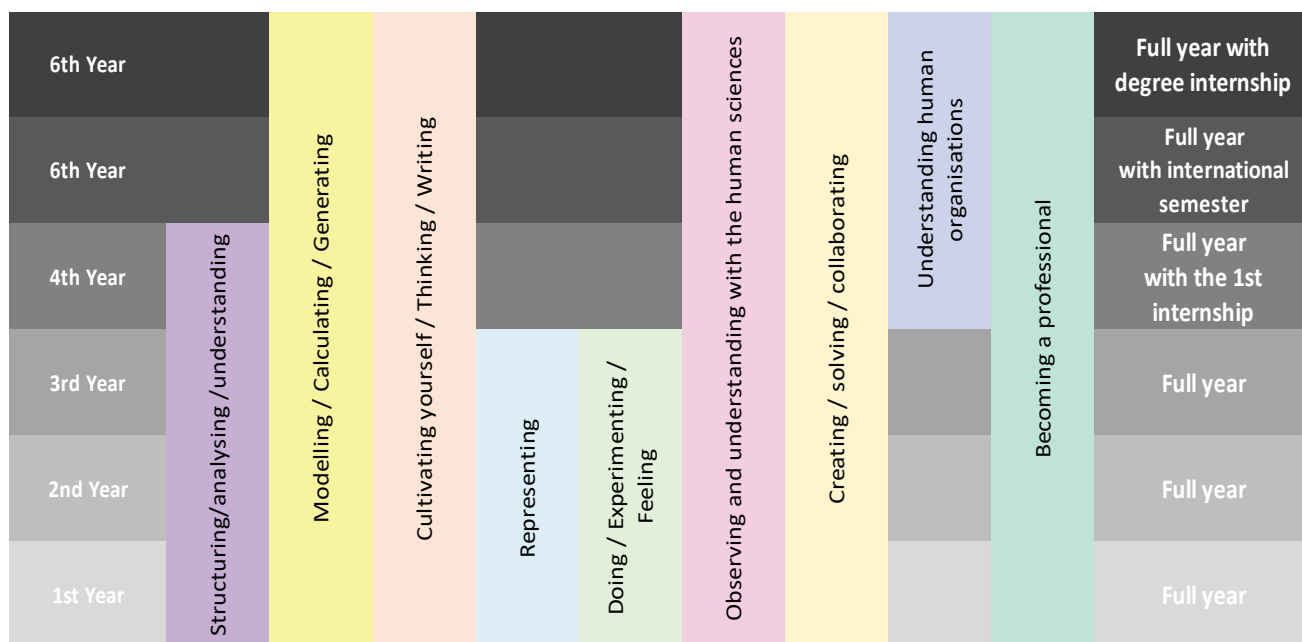 6th Year
6th Year
4th Year
3rd Year
2nd Year
1st Year
Structuring/analysing /understanding
Modelling / Calculating / Generating
Cultivating yourself / Thinking / Writing
Representing
Doing / Experimenting /
Feeling
Observing and understanding with the human sciences
Creating / solving / collaborating
Understanding human
organisations
Becoming a professional
Full year with
degree internship
Full year
with international
semester
Full year
with the 1st
internship
Full year
Full year
Full year